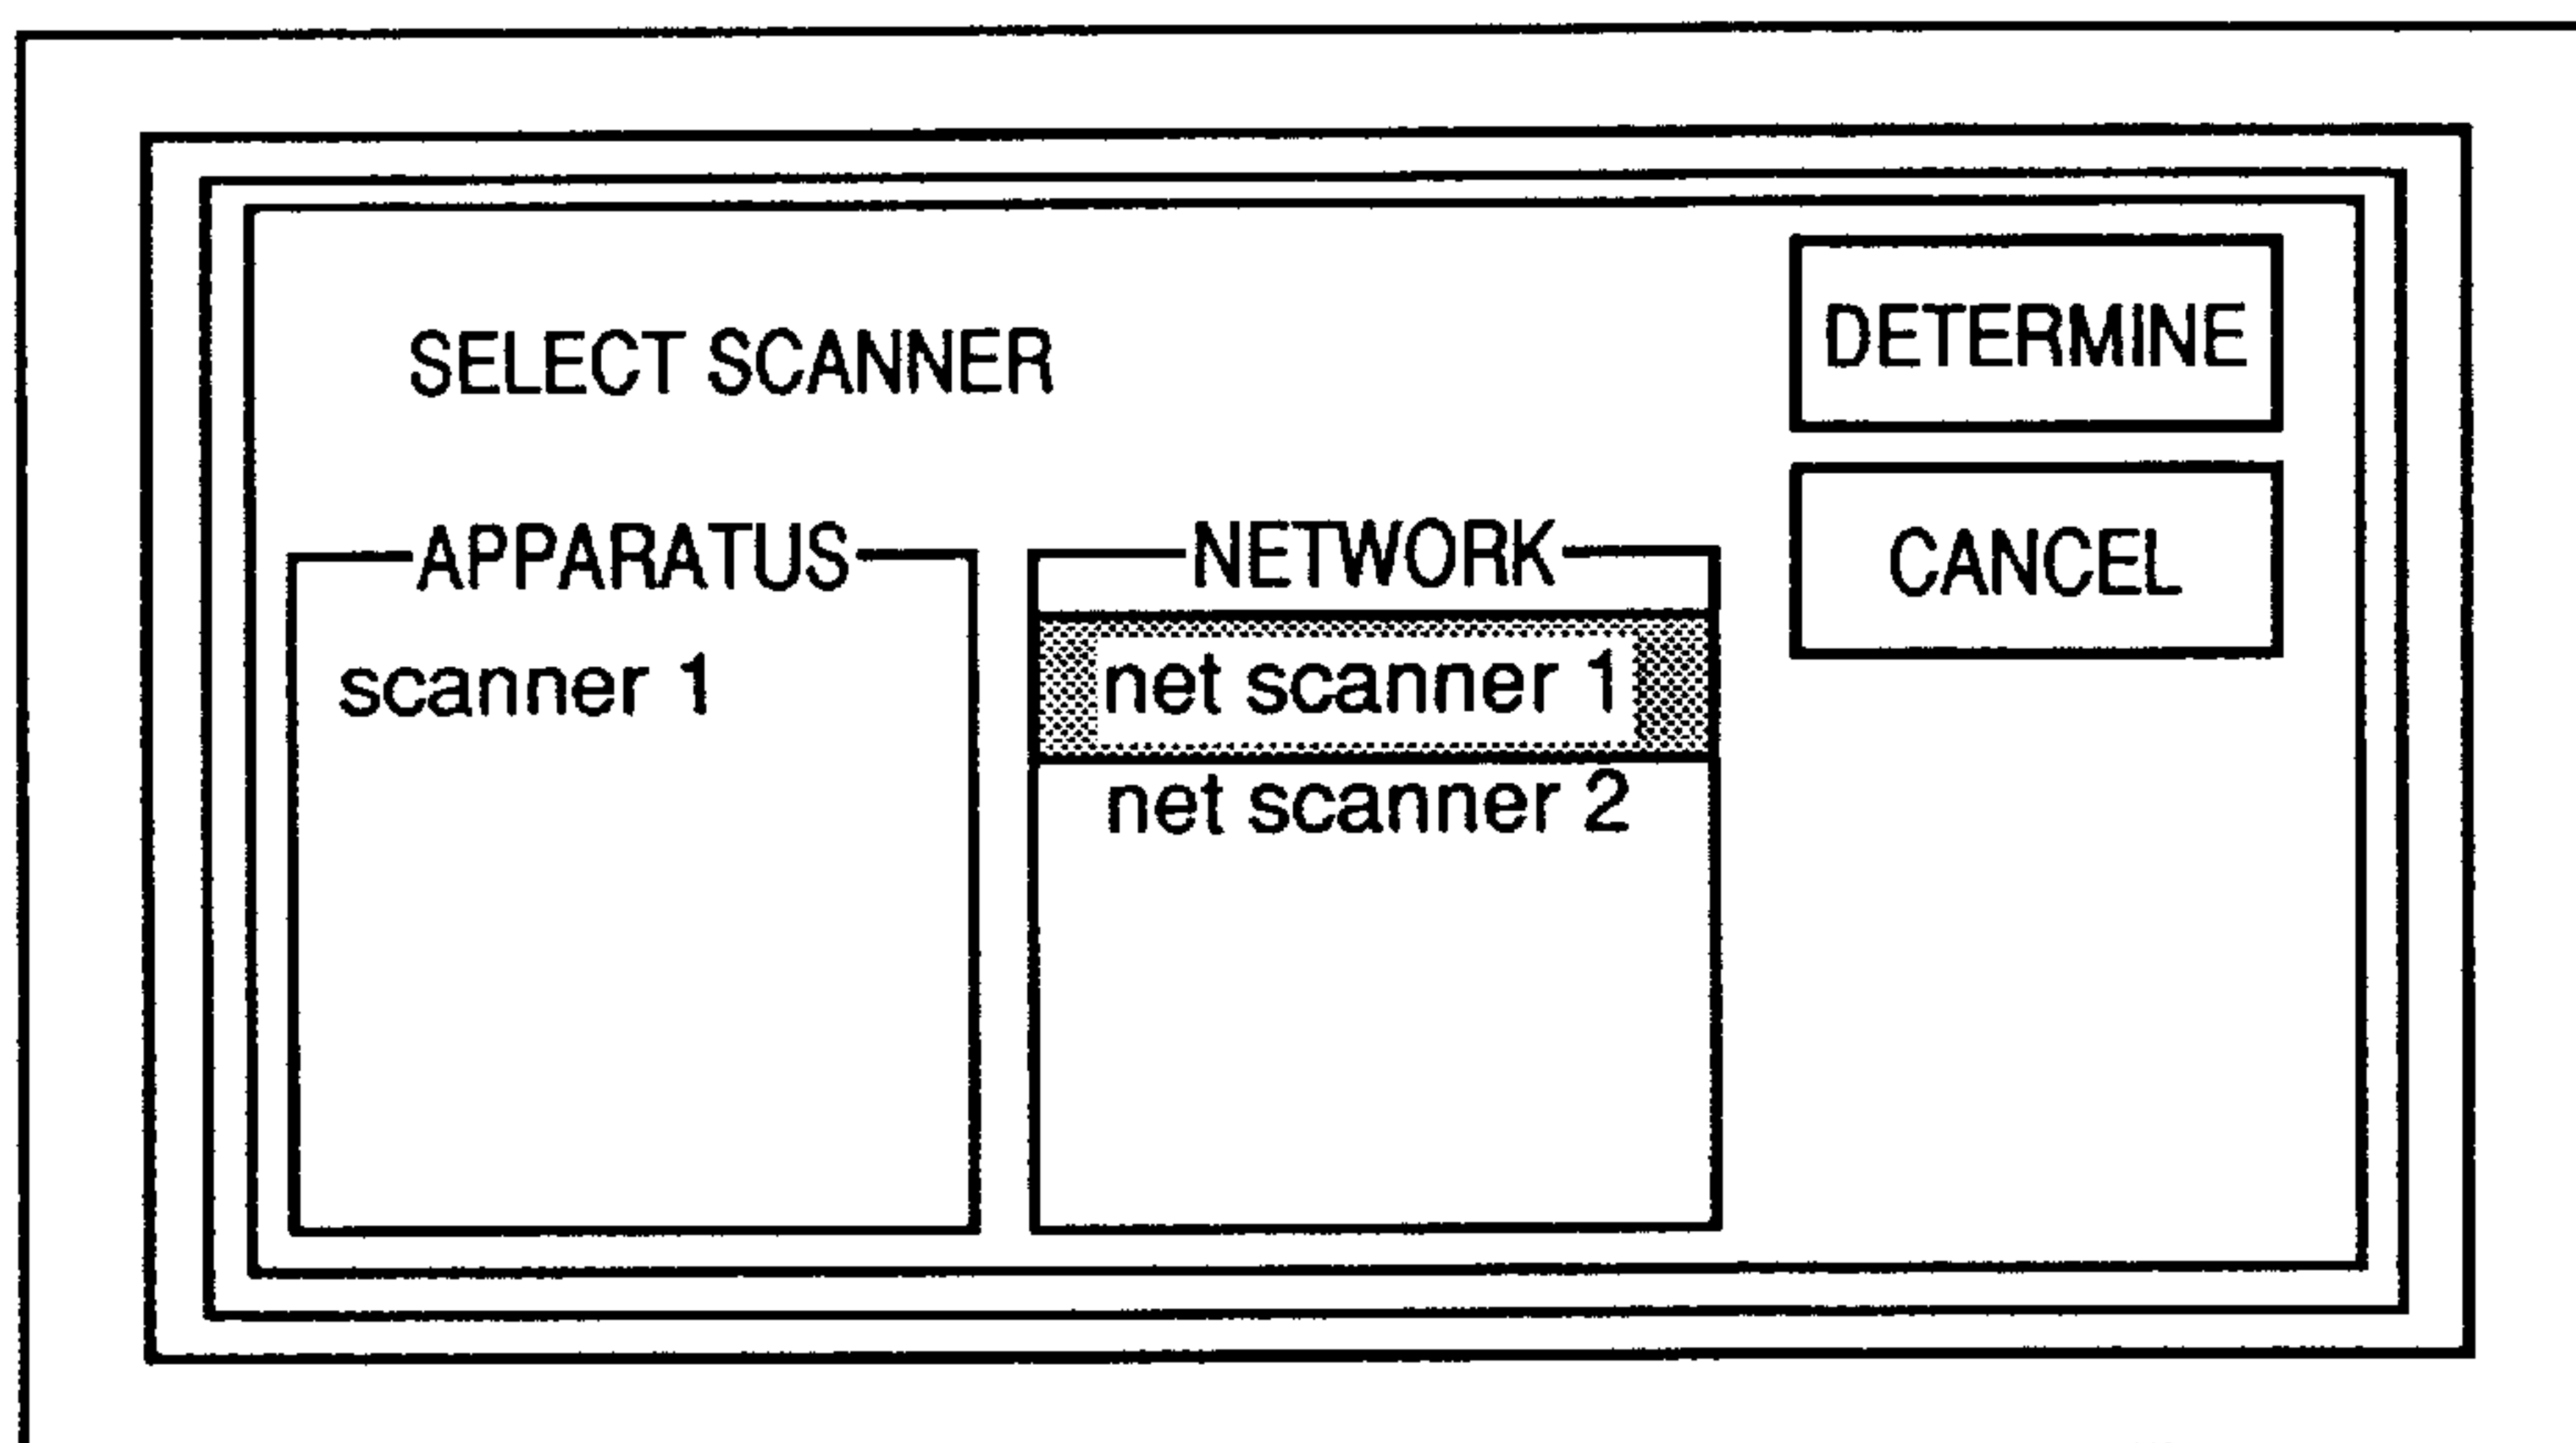 SELECT SCANNER
DETERMINE
CANCEL
APPARATUS
scanner 1
NETWORK
net scanner 1
net scanner 2